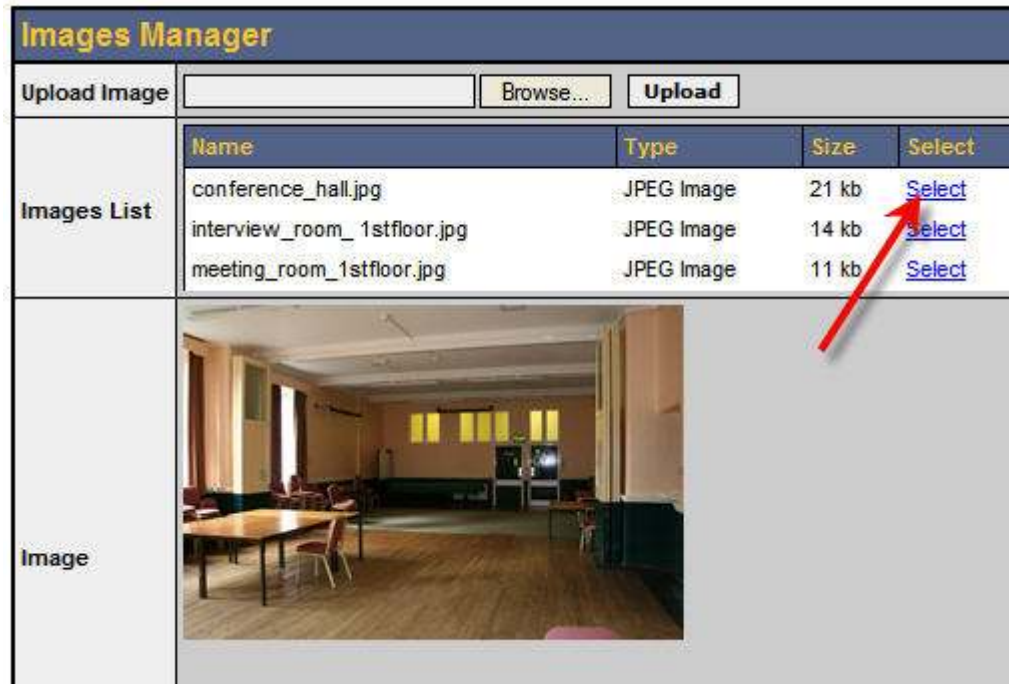 Images Manager
Upload Image Browse... Upload
Name Type Size Select
Images List
conference_hall.jpg JPEG Image 21 kb Select
interview_room_ 1stfloor.jpg JPEG Image 14 kb Select
meeting_room_1stfloor.jpg JPEG Image 11 kb Select
Image